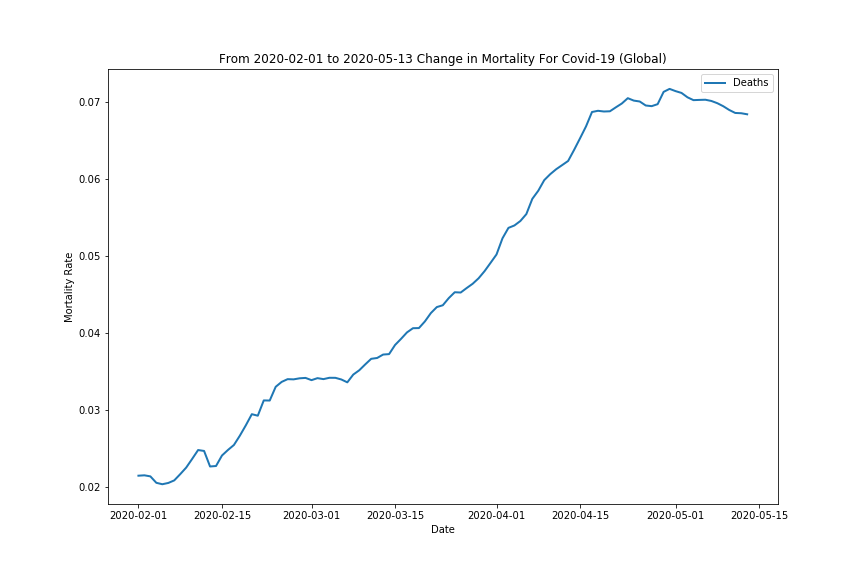 From 2020-02-01 to 2020-05-13 Change in Mortality For Covid-19 (Global)
Deaths
Mortality Rate
0.07
0.06
0.05
0.04
0.03
0.02
2020-02-01 2020-02-15 2020-03-01 2020-03-15 2020-04-01 2020-04-15 2020-05-01 2020-05-15
Date